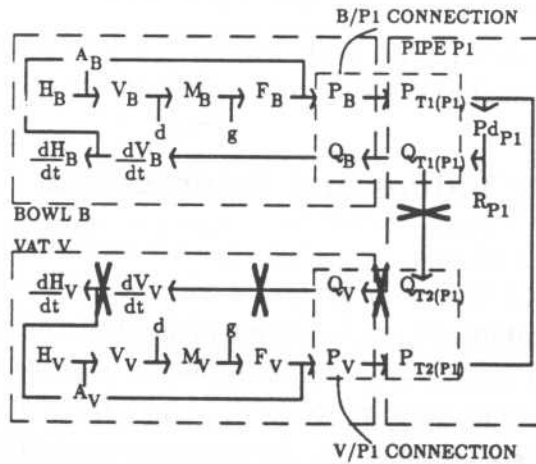 B/P1 CONNECTION
PIPE P1
A_B
H_B V_B M_B F_B P_B P_T1(P1)
d g Pd_P1
dH_B/dt dV_B/dt Q_B Q_T1(P1)
R_P1
BOWL B
VAT V
dH_V/dt dV_V/dt Q_V Q_T2(P1)
d g
H_V V_V M_V F_V P_V P_T2(P1)
A_V
V/P1 CONNECTION